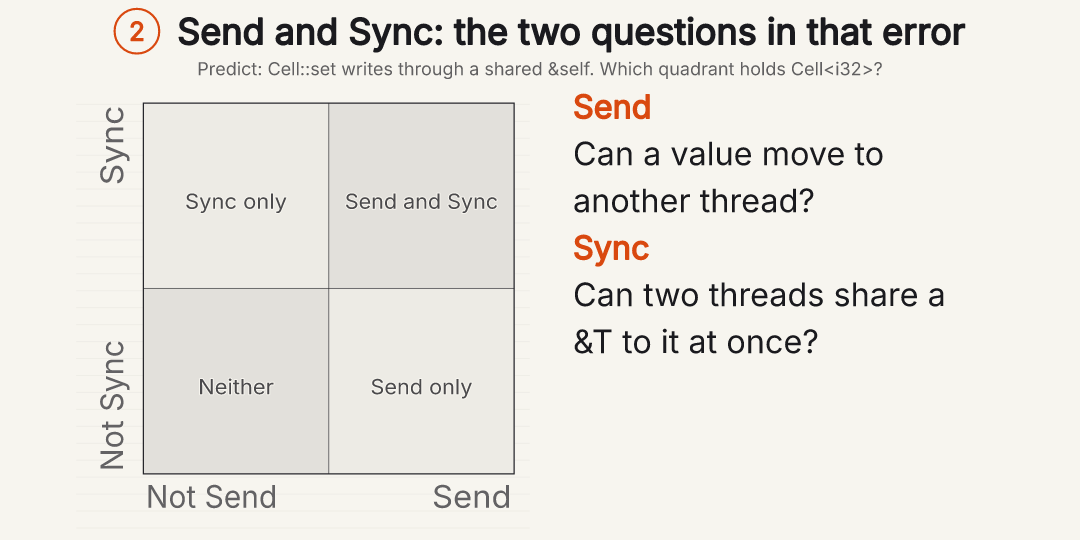 2 Send and Sync: the two questions in that error
Predict: Cell::set writes through a shared &self. Which quadrant holds Cell<i32>?
Sync
Not Sync
Sync only
Send and Sync
Neither
Send only
Not Send
Send
Send
Can a value move to
another thread?
Sync
Can two threads share a
&T to it at once?